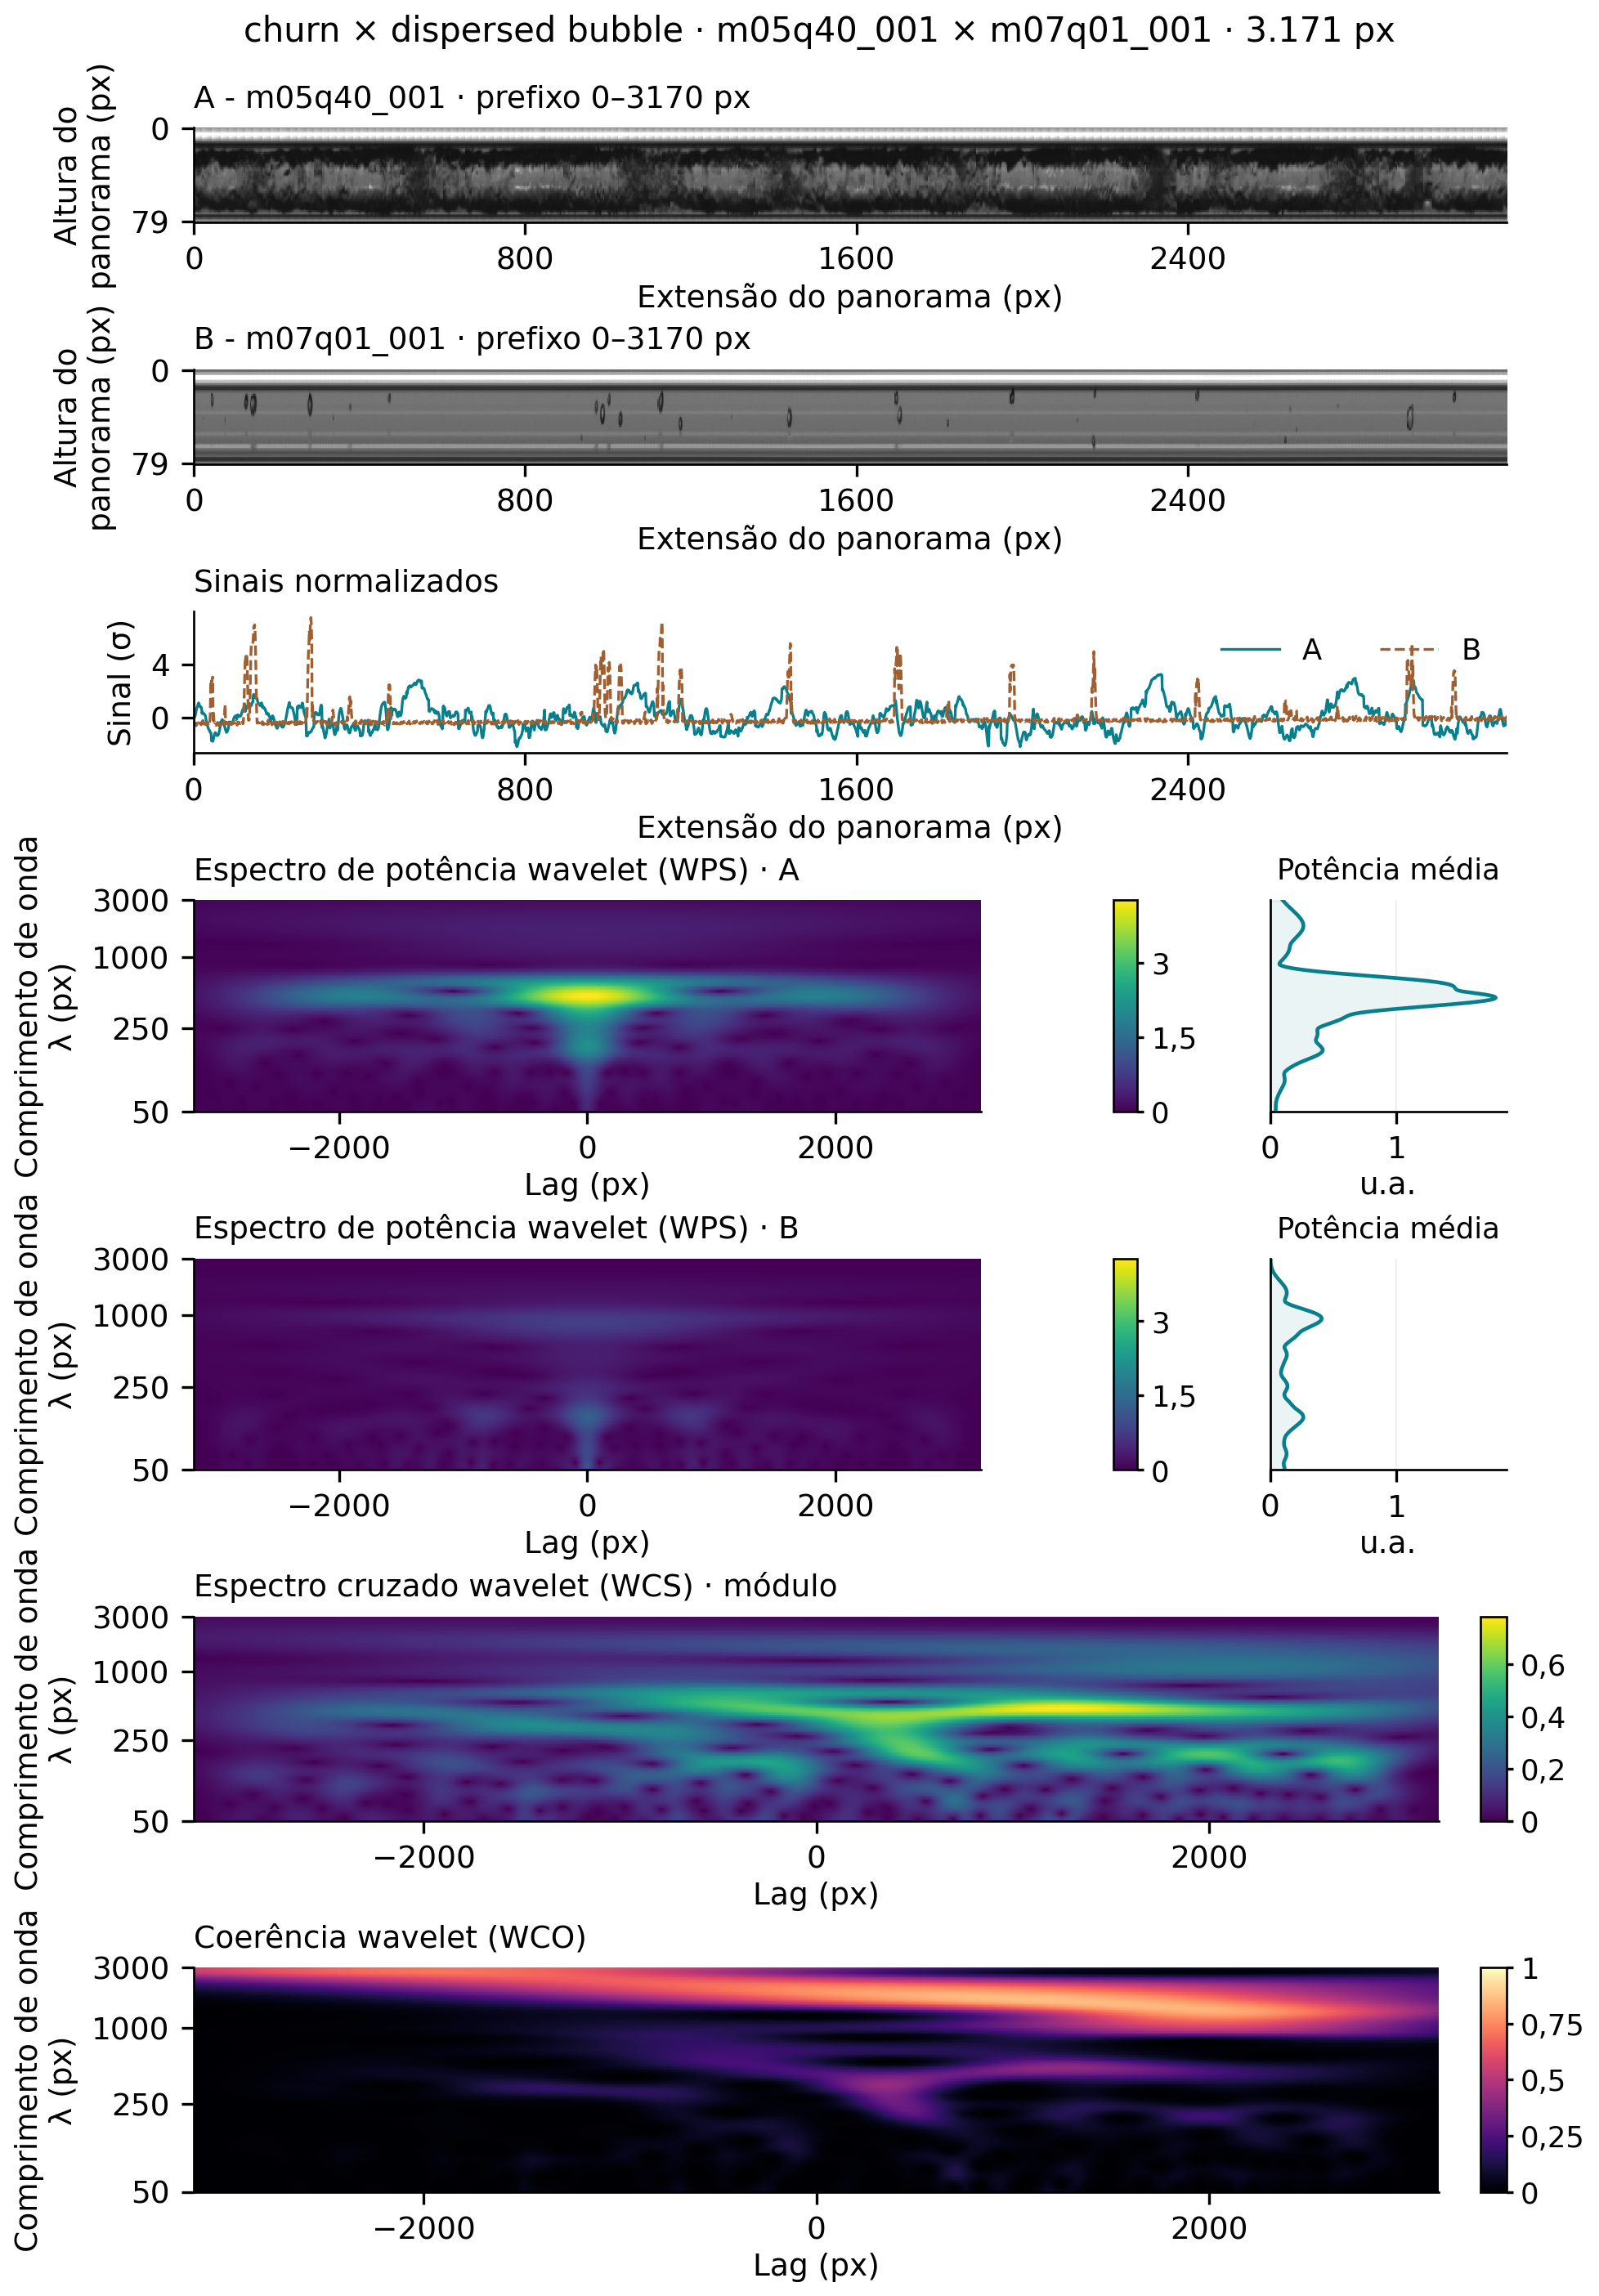 churn × dispersed bubble · m05q40_001 × m07q01_001 · 3.171 px
A - m05q40_001 · prefixo 0–3170 px
Altura do
panorama (px)
0
79
0 800 1600 2400
Extensão do panorama (px)
B - m07q01_001 · prefixo 0–3170 px
Altura do
panorama (px)
0
79
0 800 1600 2400
Extensão do panorama (px)
Sinais normalizados
Sinal (σ)
4
0
A B
0 800 1600 2400
Extensão do panorama (px)
Espectro de potência wavelet (WPS) · A
Comprimento de onda
λ (px)
3000
1000
250
50
−2000 0 2000
Lag (px)
3
1,5
0
Potência média
0 1
u.a.
Espectro de potência wavelet (WPS) · B
Comprimento de onda
λ (px)
3000
1000
250
50
−2000 0 2000
Lag (px)
3
1,5
0
Potência média
0 1
u.a.
Espectro cruzado wavelet (WCS) · módulo
Comprimento de onda
λ (px)
3000
1000
250
50
−2000 0 2000
Lag (px)
0,6
0,4
0,2
0
Coerência wavelet (WCO)
Comprimento de onda
λ (px)
3000
1000
250
50
−2000 0 2000
Lag (px)
1
0,75
0,5
0,25
0